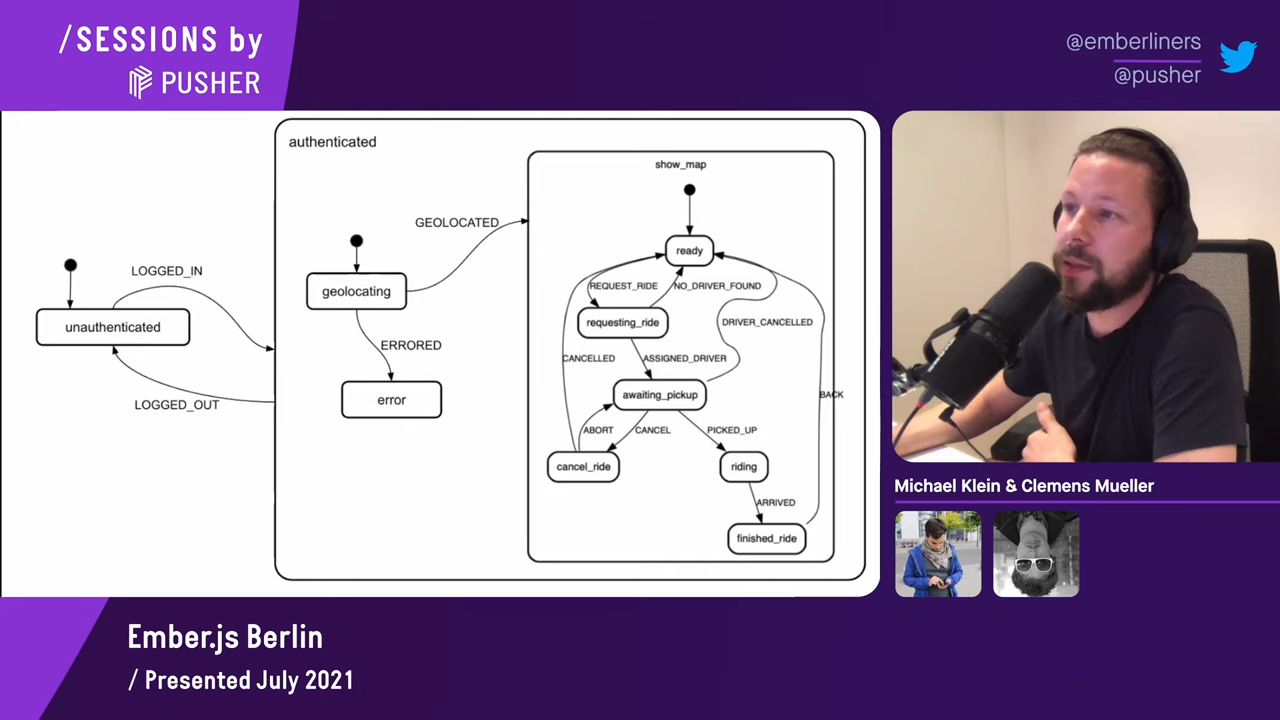 /SESSIONS by
PUSHER
@emberliners
@pusher
authenticated
show_map
GEOLOCATED
ready
LOGGED_IN
geolocating
REQUEST_RIDE
NO_DRIVER_FOUND
unauthenticated
requesting_ride
DRIVER_CANCELLED
ERRORED
CANCELLED
ASSIGNED_DRIVER
LOGGED_OUT
error
awaiting_pickup
BACK
ABORT
CANCEL
PICKED_UP
cancel_ride
riding
ARRIVED
finished_ride
Michael Klein & Clemens Mueller
Ember.js Berlin
/ Presented July 2021